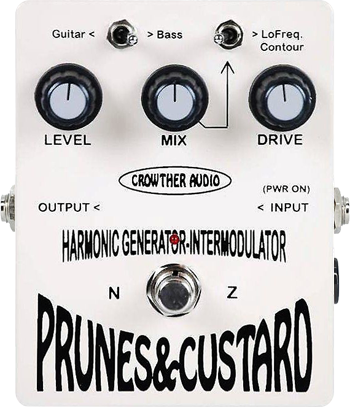 Guitar < > Bass > LoFreq.
Contour
LEVEL MIX DRIVE
CROWTHER AUDIO
(PWR ON)
OUTPUT < < INPUT
HARMONIC GENERATOR-INTERMODULATOR
N Z
PRUNES&CUSTARD